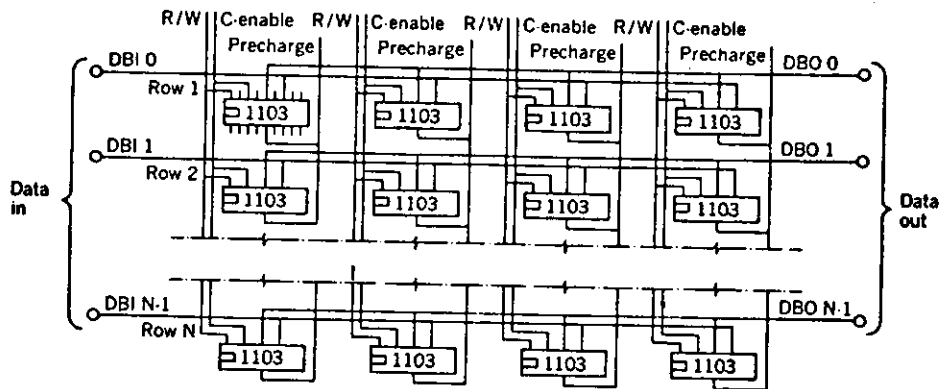 R/W C-enable R/W C-enable R/W C-enable R/W C-enable
Precharge Precharge Precharge Precharge
DBI 0 DBO 0
Row 1
1103 1103 1103 1103
DBI 1 DBO 1
Row 2
1103 1103 1103 1103
Data in
Data out
DBI N-1 DBO N-1
Row N
1103 1103 1103 1103